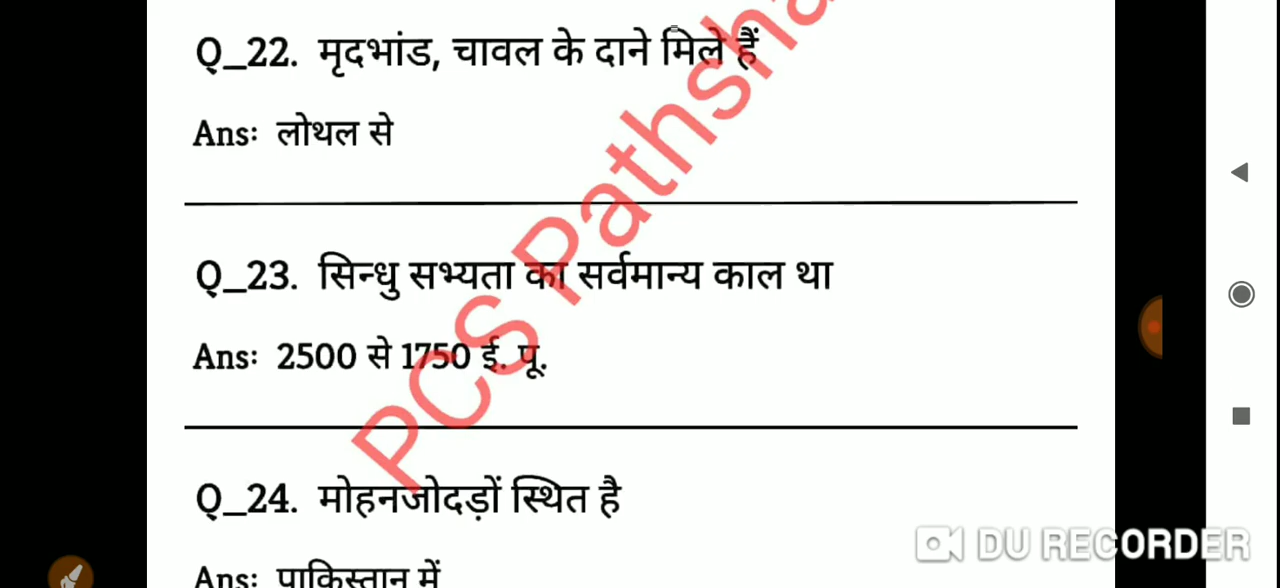 Q_22. मृदभांड, चावल के दाने मिले हैं
Ans: लोथल से
Q_23. सिन्धु सभ्यता का सर्वमान्य काल था
Ans: 2500 से 1750 ई. पू.
Q_24. मोहनजोदड़ों स्थित है
Ans: पाकिस्तान में
PCS Pathsha
DU RECORDER